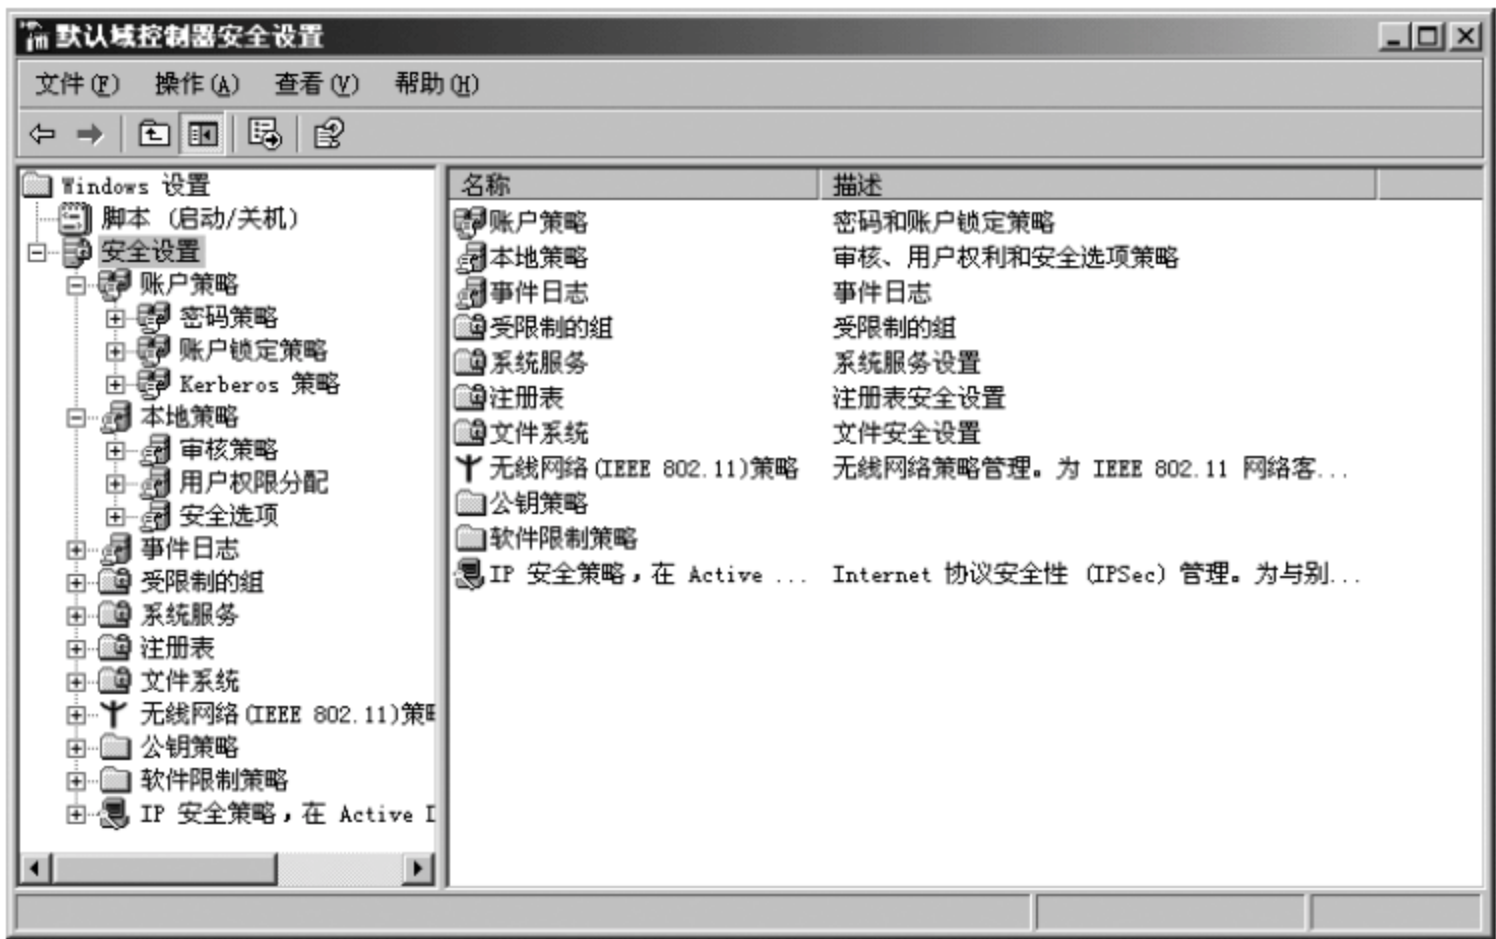 默认域控制器安全设置
文件(F) 操作(A) 查看(V) 帮助(H)
Windows 设置
脚本 (启动/关机)
安全设置
账户策略
密码策略
账户锁定策略
Kerberos 策略
本地策略
审核策略
用户权限分配
安全选项
事件日志
受限制的组
系统服务
注册表
文件系统
无线网络(IEEE 802.11)策
公钥策略
软件限制策略
IP 安全策略，在 Active
名称 描述
账户策略 密码和账户锁定策略
本地策略 审核、用户权利和安全选项策略
事件日志 事件日志
受限制的组 受限制的组
系统服务 系统服务设置
注册表 注册表安全设置
文件系统 文件安全设置
无线网络(IEEE 802.11)策略 无线网络策略管理。为 IEEE 802.11 网络客...
公钥策略
软件限制策略
IP 安全策略，在 Active ... Internet 协议安全性 (IPSec) 管理。为与别...